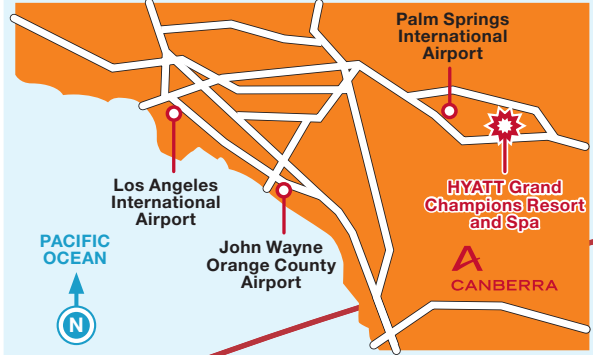 Palm Springs
International
Airport
Los Angeles
International
Airport
HYATT Grand
Champions Resort
and Spa
John Wayne
Orange County
Airport
PACIFIC
OCEAN
N
CANBERRA